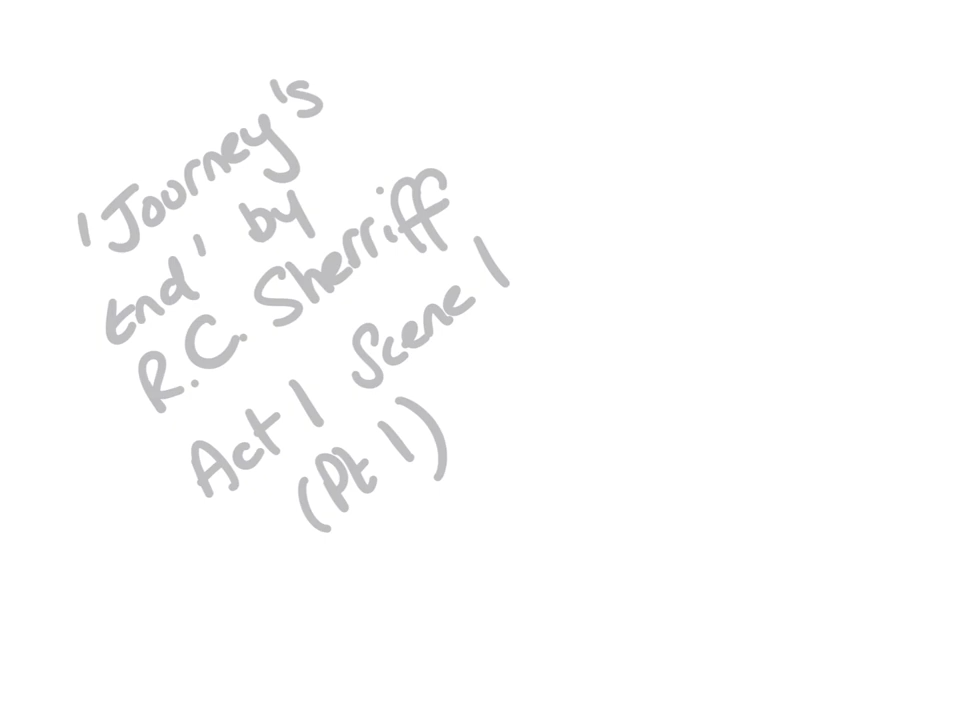 'Journey's
End' by
R.C. Sherriff
Act 1 Scene 1
(Pt 1)